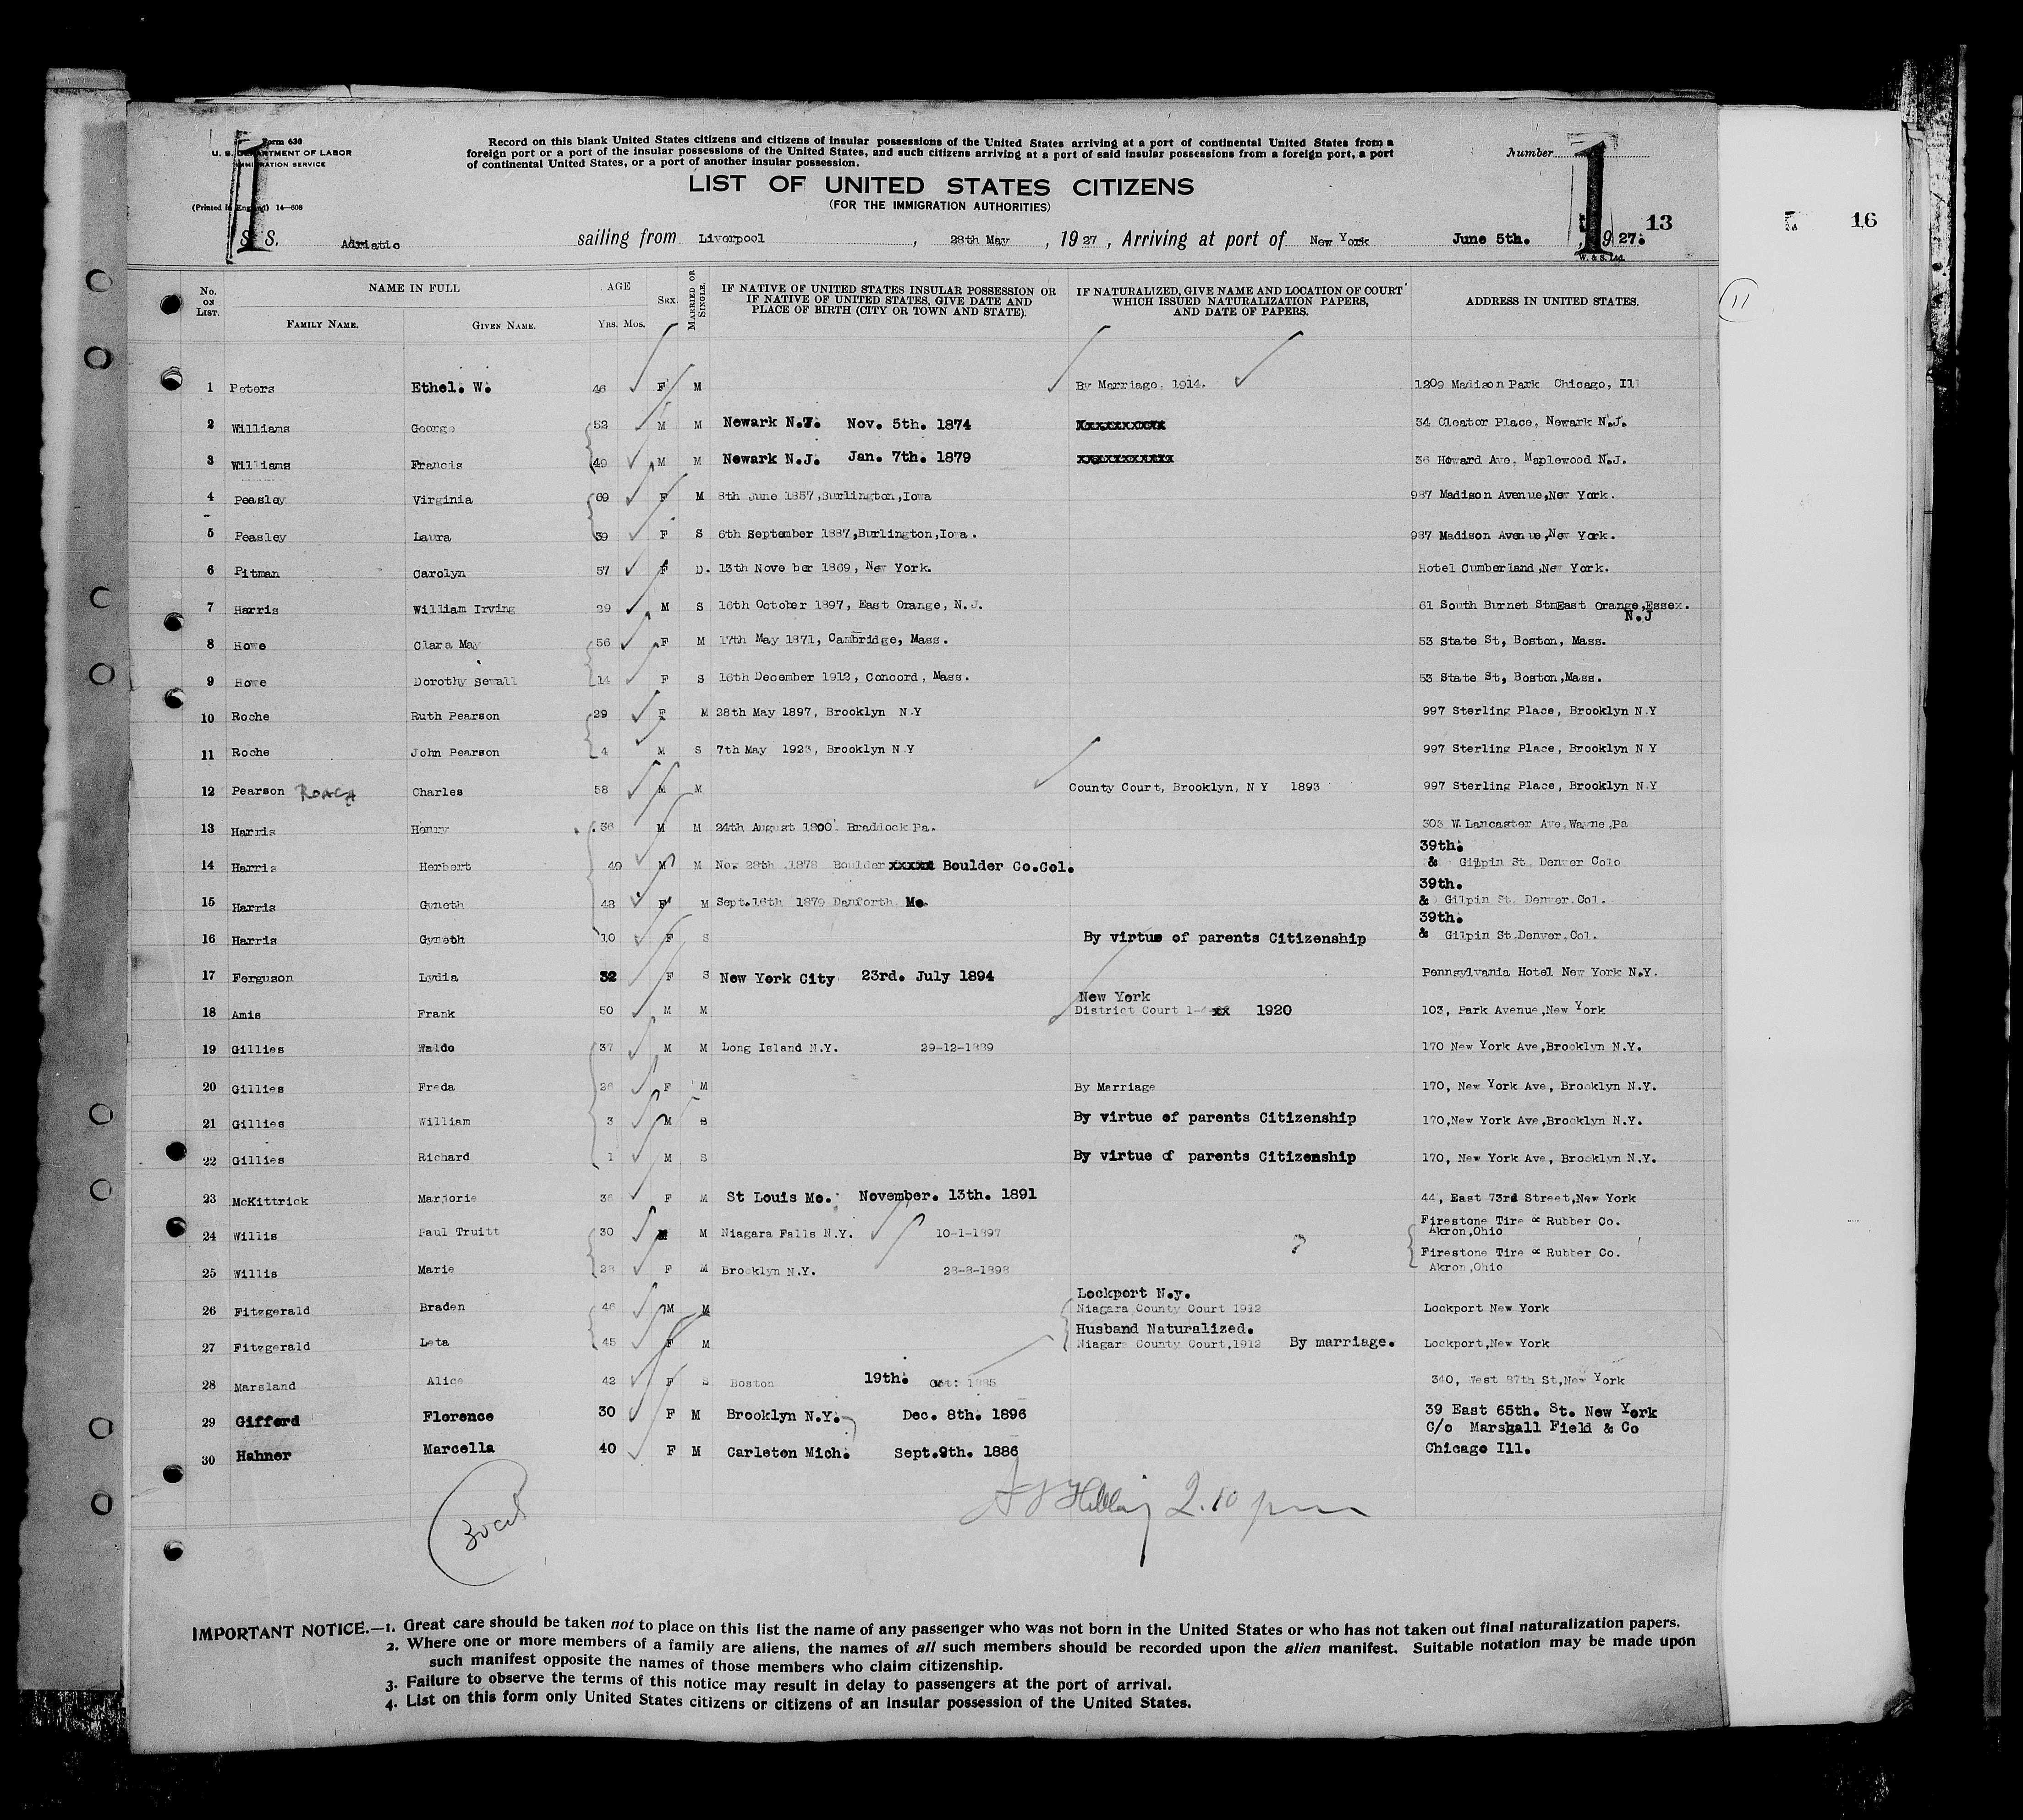 Form 630
U. S. DEPARTMENT OF LABOR
IMMIGRATION SERVICE
(Printed in England) 14—608
Record on this blank United States citizens and citizens of insular possessions of the United States arriving at a port of continental United States from a
foreign port or a port of the insular possessions of the United States, and such citizens arriving at a port of said insular possessions from a foreign port, a port
of continental United States, or a port of another insular possession.
Number
1
1
13
16
LIST OF UNITED STATES CITIZENS
(FOR THE IMMIGRATION AUTHORITIES)
S. S. Adriatic sailing from Liverpool, 28th May, 1927, Arriving at port of New York June 5th. 1927.
W. & S. Ltd.
11
No. ON LIST. NAME IN FULL AGE SEX. MARRIED OR SINGLE. IF NATIVE OF UNITED STATES INSULAR POSSESSION OR IF NATIVE OF UNITED STATES, GIVE DATE AND PLACE OF BIRTH (CITY OR TOWN AND STATE). IF NATURALIZED, GIVE NAME AND LOCATION OF COURT WHICH ISSUED NATURALIZATION PAPERS, AND DATE OF PAPERS. ADDRESS IN UNITED STATES.
FAMILY NAME. GIVEN NAME. YRS. MOS.
1 Peters Ethel. W. 46 F M By Marriage. 1914. 1209 Madison Park Chicago, Ill
2 Williams George 52 M M Newark N.J. Nov. 5th. 1874 xxxxxxxxxxx 34 Cleator Place, Newark N.J.
3 Williams Francis 49 M M Newark N.J. Jan. 7th. 1879 xxxxxxxxxxxx 36 Howard Ave, Maplewood N.J.
4 Peasley Virginia 69 F M 8th June 1857,Burlington,Iowa 987 Madison Avenue,New York.
5 Peasley Laura 39 F S 6th September 1887,Burlington,Iowa. 987 Madison Avenue,New York.
6 Pitman Carolyn 57 F D. 13th Nove ber 1869, New York. Hotel Cumberland,New York.
7 Harris William Irving 29 M S 16th October 1897, East Orange, N.J. 61 South Burnet St East Orange,Essex.
N.J
8 Howe Clara May 56 F M 17th May 1871, Cambridge, Mass. 53 State St, Boston, Mass.
9 Howe Dorothy Sewall 14 F S 16th December 1912, Concord, Mass. 53 State St, Boston,Mass.
10 Roche Ruth Pearson 29 F M 28th May 1897, Brooklyn N.Y 997 Sterling Place, Brooklyn N.Y
11 Roche John Pearson 4 M S 7th May 1923, Brooklyn N.Y 997 Sterling Place, Brooklyn N Y
12 Pearson ROACH Charles 58 M M County Court, Brooklyn, N Y 1893 997 Sterling Place, Brooklyn N.Y
13 Harris Henry 36 M M 24th August 1800 Braddock Pa. 303 W.Lancaster Ave,Wayne,Pa
14 Harris Herbert 49 M M Nov 28th 1878 Boulder xxxxx Boulder Co.Col. 39th.
& Gilpin St. Denver Colo
15 Harris Gyneth 48 F M Sept.16th 1879 Danforth Me. 39th.
& Gilpin St. Denver.Col.
16 Harris Gyneth 10 F S By virtue of parents Citizenship 39th.
& Gilpin St.Denver.Col.
17 Ferguson Lydia 32 F S New York City 23rd. July 1894 Pennsylvania Hotel New York N.Y.
18 Amis Frank 50 M M New York
District Court 1- xx 1920 103, Park Avenue,New York
19 Gillies Waldo 37 M M Long Island N.Y. 29-12-1889 170 New York Ave,Brooklyn N.Y.
20 Gillies Freda 26 F M By Marriage 170, New York Ave, Brooklyn N.Y.
21 Gillies William 3 M S By virtue of parents Citizenship 170,New York Ave,Brooklyn N.Y.
22 Gillies Richard 1 M S By virtue of parents Citizenship 170, New York Ave, Brooklyn N.Y.
23 McKittrick Marjorie 36 F M St Louis Mo. November. 13th. 1891 44, East 73rd Street,New York
24 Willis Paul Truitt 30 M M Niagara Falls N.Y. 10-1-1897 ? Firestone Tire & Rubber Co.
Akron,Ohio
25 Willis Marie 28 F M Brooklyn N.Y. 28-8-1898 Firestone Tire & Rubber Co.
Akron,Ohio
26 Fitzgerald Braden 46 M M Lockport N.y.
Niagara County Court 1912 Lockport New York
27 Fitzgerald Leta 45 F M Husband Naturalized.
Niagara County Court,1912 By marriage. Lockport,New York
28 Marsland Alice 42 F S Boston 19th. Oct: 1885 340, West 87th St,New York
29 Gifford Florence 30 F M Brooklyn N.Y. Dec. 8th. 1896 39 East 65th. St. New York
30 Hahner Marcella 40 F M Carleton Mich. Sept.9th. 1886 C/o Marshall Field & Co
Chicago Ill.
2.10 pm
IMPORTANT NOTICE.—1. Great care should be taken not to place on this list the name of any passenger who was not born in the United States or who has not taken out final naturalization papers.
2. Where one or more members of a family are aliens, the names of all such members should be recorded upon the alien manifest. Suitable notation may be made upon
such manifest opposite the names of those members who claim citizenship.
3. Failure to observe the terms of this notice may result in delay to passengers at the port of arrival.
4. List on this form only United States citizens or citizens of an insular possession of the United States.